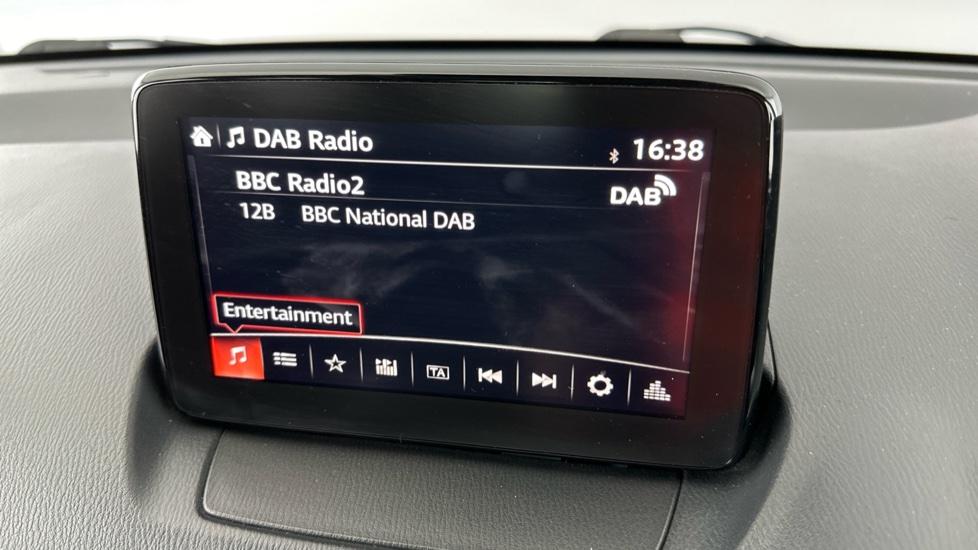 DAB Radio
16:38
BBC Radio2
DAB
12B BBC National DAB
Entertainment
TA